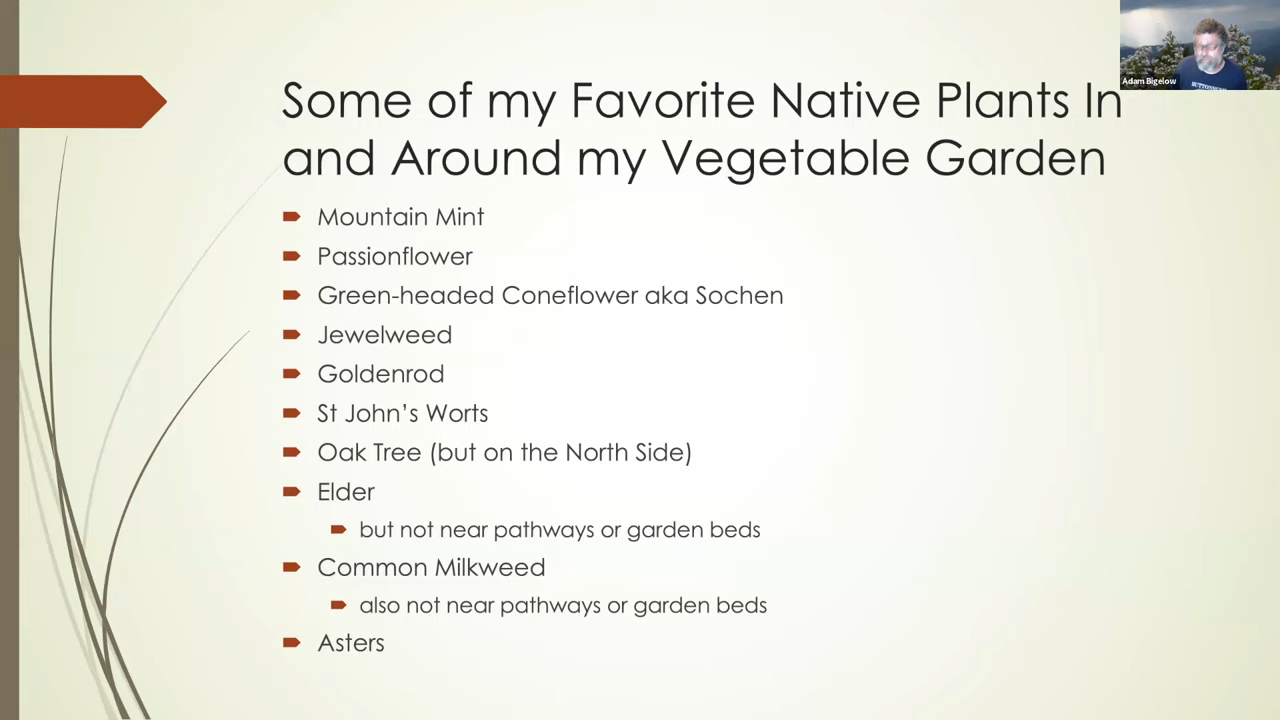 Adam Bigelow
Some of my Favorite Native Plants In
and Around my Vegetable Garden
Mountain Mint
Passionflower
Green-headed Coneflower aka Sochen
Jewelweed
Goldenrod
St John’s Worts
Oak Tree (but on the North Side)
Elder
but not near pathways or garden beds
Common Milkweed
also not near pathways or garden beds
Asters